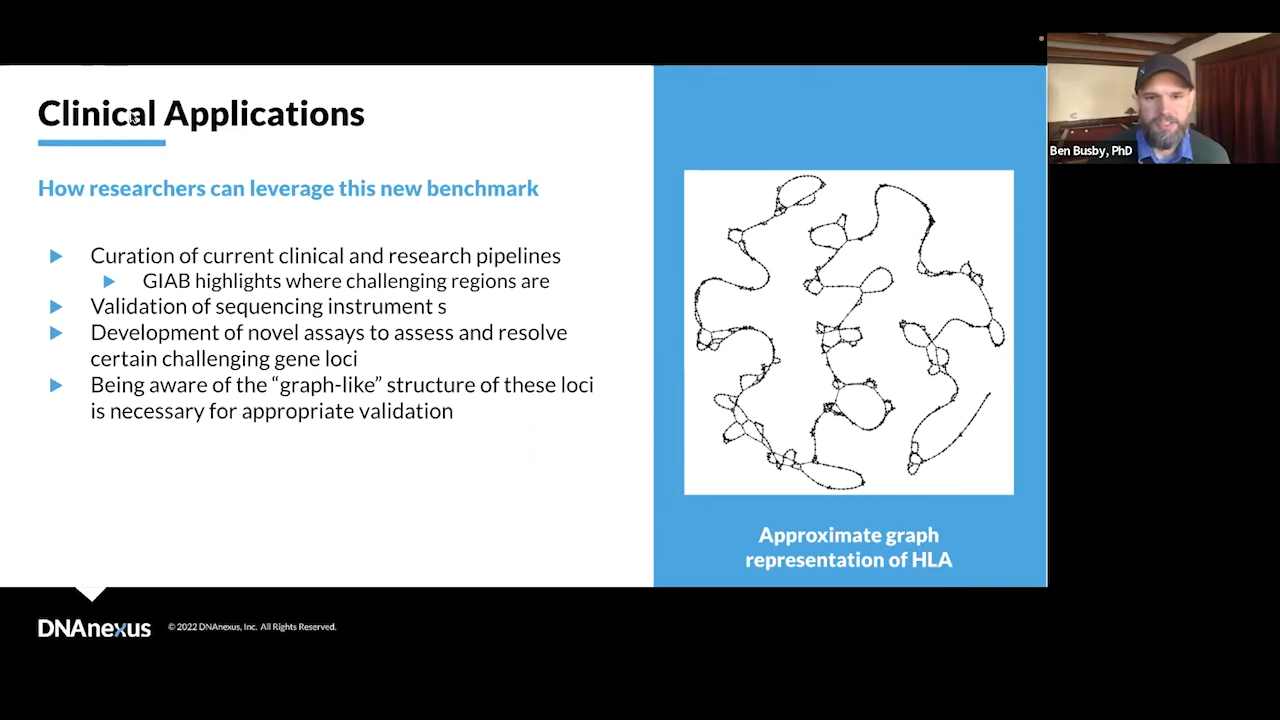 Clinical Applications
How researchers can leverage this new benchmark
Curation of current clinical and research pipelines
GIAB highlights where challenging regions are
Validation of sequencing instrument s
Development of novel assays to assess and resolve
certain challenging gene loci
Being aware of the “graph-like” structure of these loci
is necessary for appropriate validation
Approximate graph
representation of HLA
Ben Busby, PhD
DNAnexus
© 2022 DNAnexus, Inc. All Rights Reserved.